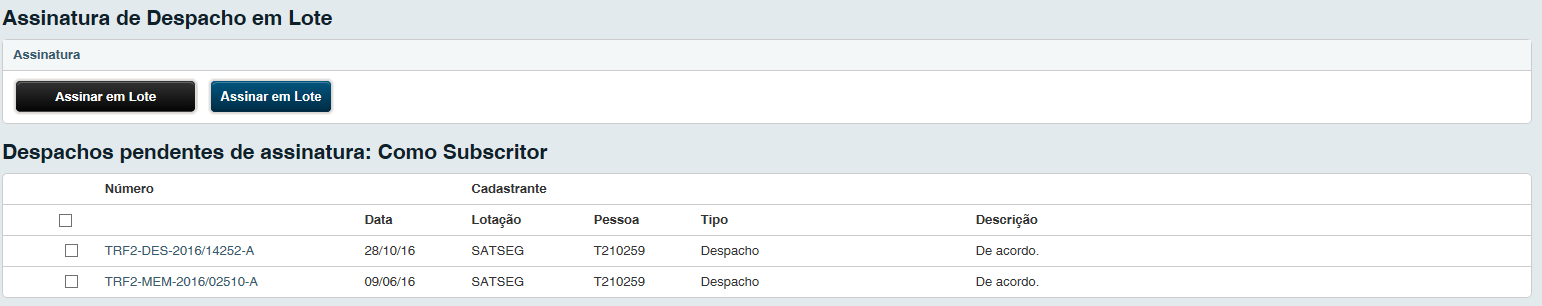 Assinatura de Despacho em Lote
Assinatura
Assinar em Lote Assinar em Lote
Despachos pendentes de assinatura: Como Subscritor
Número Cadastrante
Data Lotação Pessoa Tipo Descrição
TRF2-DES-2016/14252-A 28/10/16 SATSEG T210259 Despacho De acordo.
TRF2-MEM-2016/02510-A 09/06/16 SATSEG T210259 Despacho De acordo.